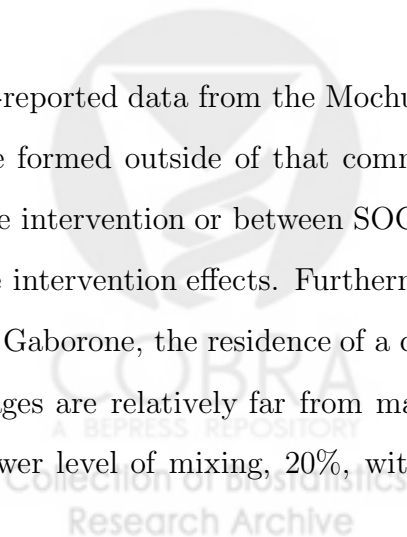 -reported data from the Mochu
e formed outside of that comm
e intervention or between SOC
e intervention effects. Furthern
Gaborone, the residence of a c
ages are relatively far from ma
wer level of mixing, 20%, wit
COBRA
A BEPRESS REPOSITORY
Collection of Biostatistics
Research Archive